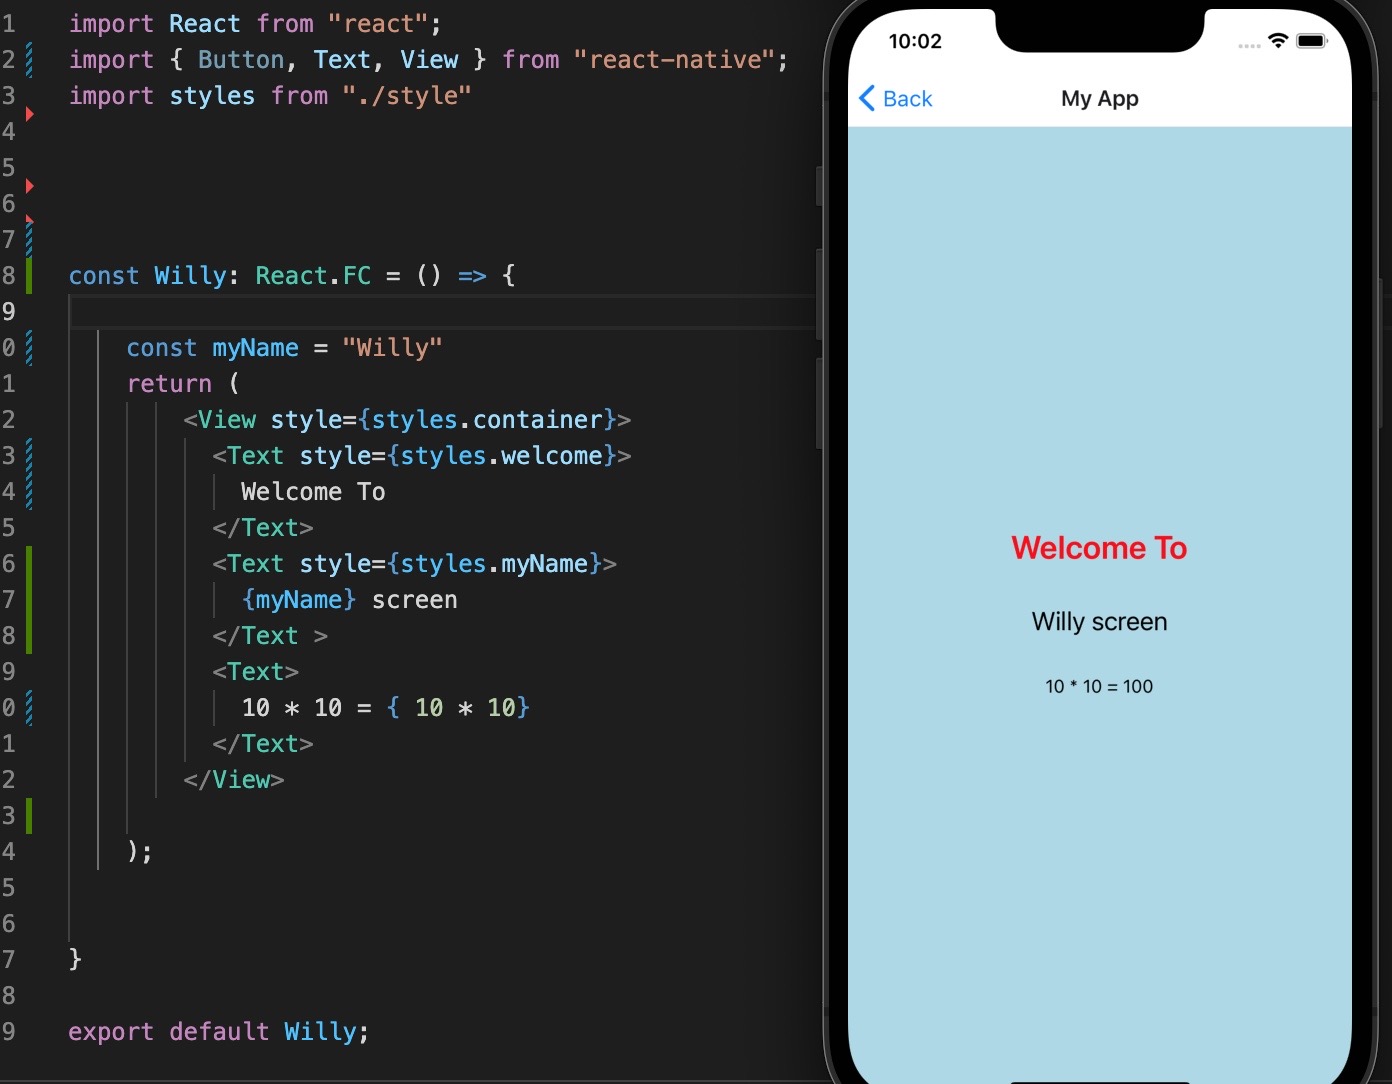 1 import React from "react";
2 import { Button, Text, View } from "react-native";
3 import styles from "./style"
4
5
6
7
8 const Willy: React.FC = () => {
9
0 const myName = "Willy"
1 return (
2 <View style={styles.container}>
3 <Text style={styles.welcome}>
4 Welcome To
5 </Text>
6 <Text style={styles.myName}>
7 {myName} screen
8 </Text >
9 <Text>
0 10 * 10 = { 10 * 10}
1 </Text>
2 </View>
3
4 );
5
6
7 }
8
9 export default Willy;
10:02
Back My App
Welcome To
Willy screen
10 * 10 = 100